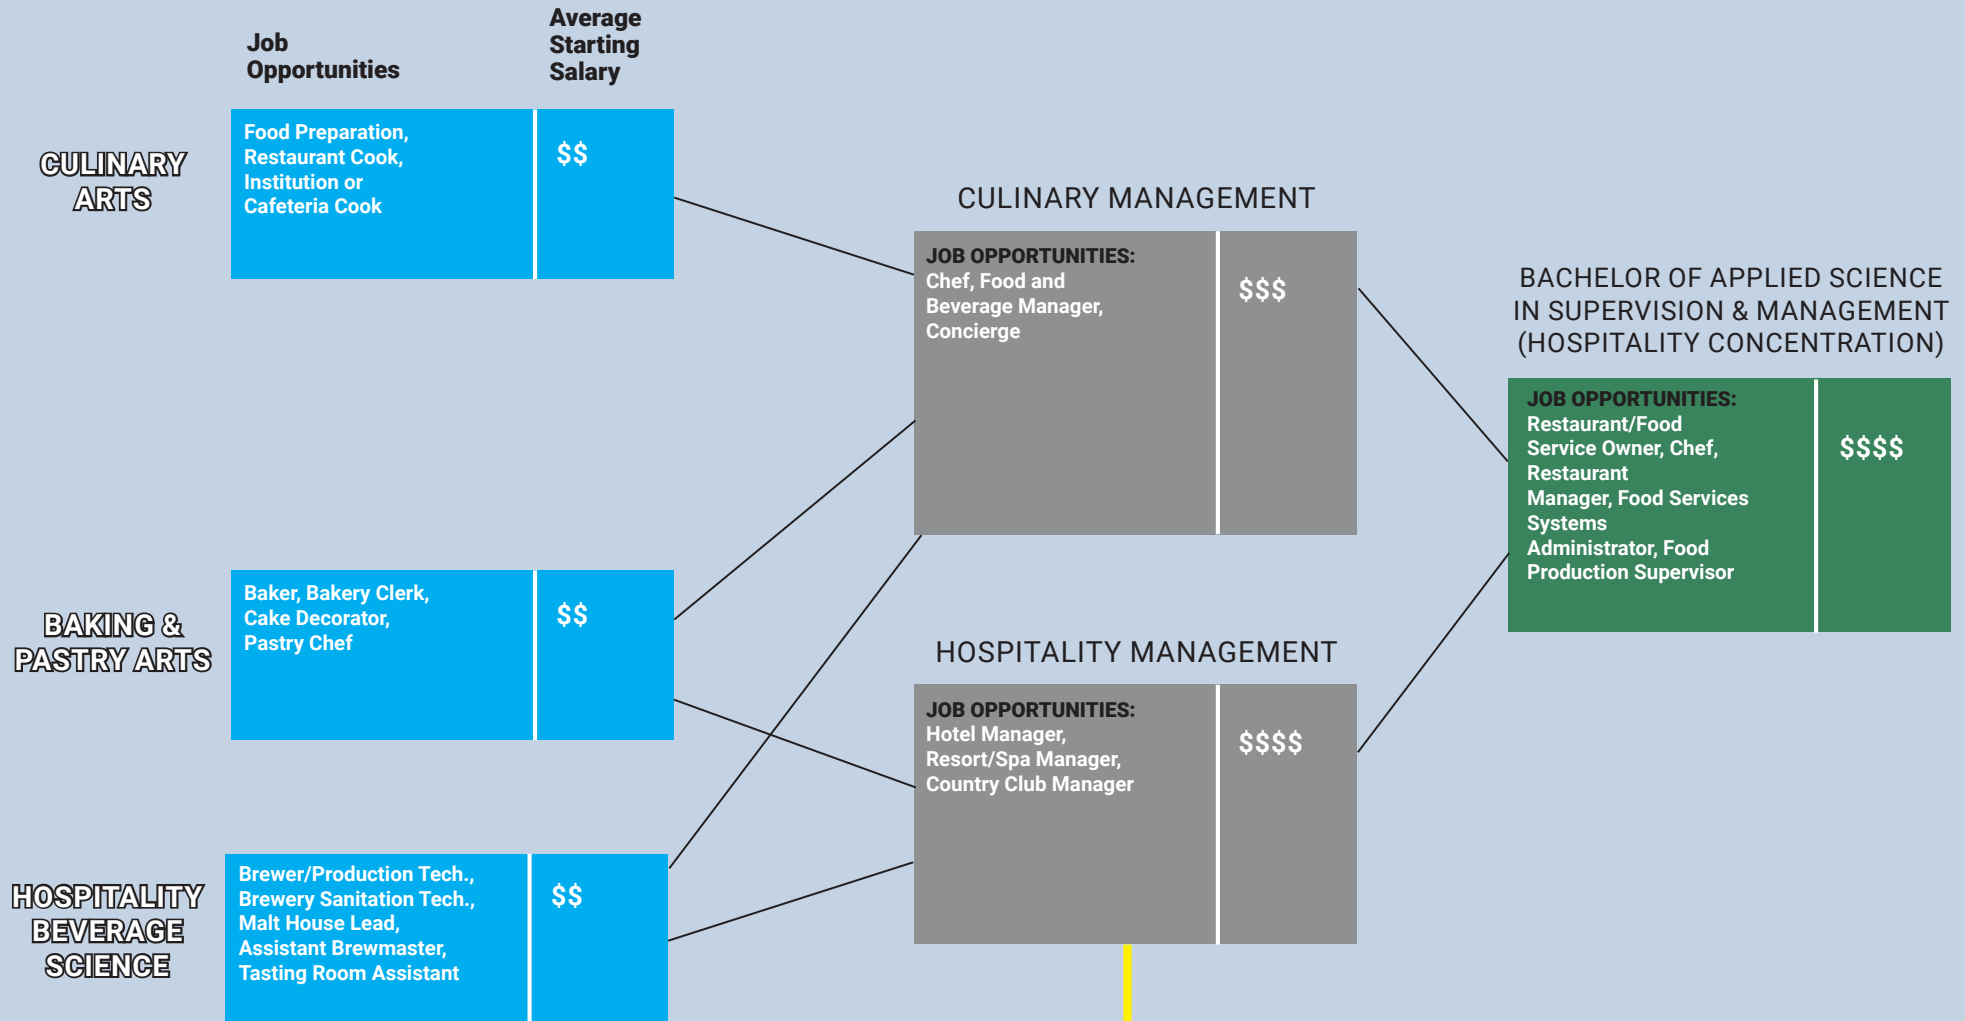 Job
Opportunities
Average
Starting
Salary
CULINARY
ARTS
Food Preparation,
Restaurant Cook,
Institution or
Cafeteria Cook
$$
BAKING &
PASTRY ARTS
Baker, Bakery Clerk,
Cake Decorator,
Pastry Chef
$$
HOSPITALITY
BEVERAGE
SCIENCE
Brewer/Production Tech.,
Brewery Sanitation Tech.,
Malt House Lead,
Assistant Brewmaster,
Tasting Room Assistant
$$
CULINARY MANAGEMENT
JOB OPPORTUNITIES:
Chef, Food and
Beverage Manager,
Concierge
$$$
HOSPITALITY MANAGEMENT
JOB OPPORTUNITIES:
Hotel Manager,
Resort/Spa Manager,
Country Club Manager
$$$$
BACHELOR OF APPLIED SCIENCE
IN SUPERVISION & MANAGEMENT
(HOSPITALITY CONCENTRATION)
JOB OPPORTUNITIES:
Restaurant/Food
Service Owner, Chef,
Restaurant
Manager, Food Services
Systems
Administrator, Food
Production Supervisor
$$$$